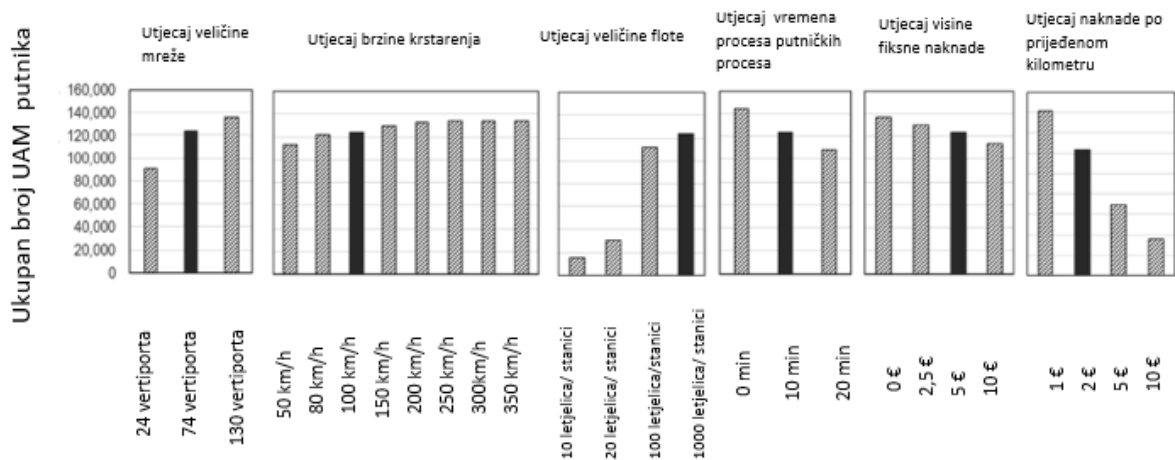 Utjecaj veličine
mreže
Utjecaj brzine krstarenja
Utjecaj veličine flote
Utjecaj vremena
procesa putničkih
procesa
Utjecaj visine
fiksne naknade
Utjecaj naknade po
prijeđenom
kilometru
Ukupan broj UAM putnika
160,000
140,000
120,000
100,000
80,000
60,000
40,000
20,000
0
24 vertiporta
74 vertiporta
130 vertiporta
50 km/h
80 km/h
100 km/h
150 km/h
200 km/h
250 km/h
300km/h
350 km/h
10 letjelica/ stanici
20 letjelica/ stanici
100 letjelica/stanici
1000 letjelica/ stanici
0 min
10 min
20 min
0 €
2,5 €
5 €
10 €
1 €
2 €
5 €
10 €